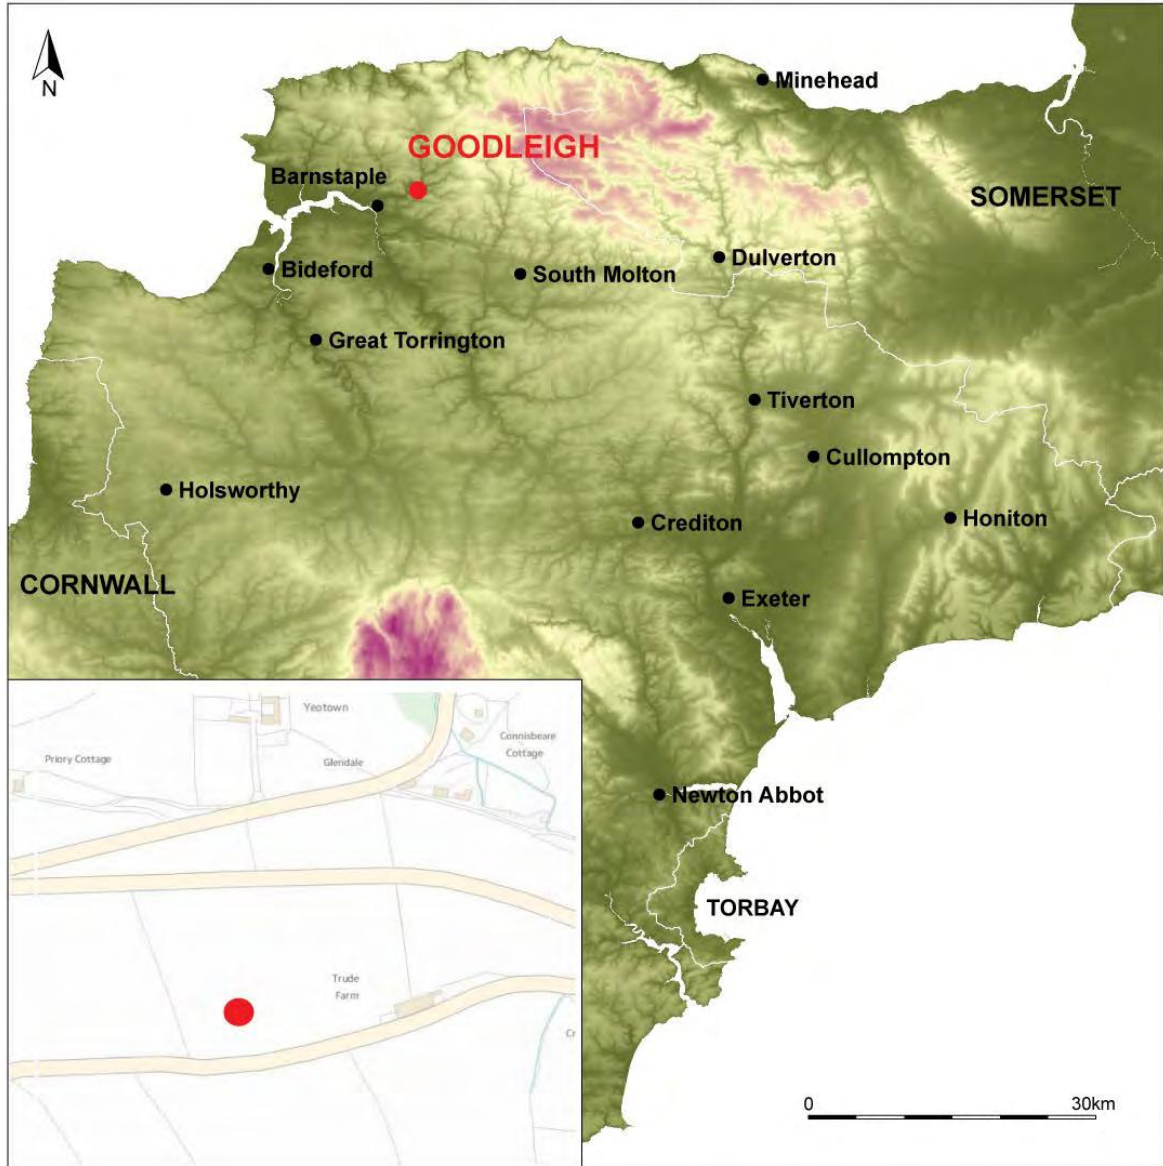 N
Minehead
GOODLEIGH
Barnstaple
SOMERSET
Dulverton
Bideford
South Molton
Great Torrington
Tiverton
Cullompton
Holsworthy
Crediton
Honiton
CORNWALL
Exeter
Yeotown
Connisbeare
Cottage
Priory Cottage
Glendale
Newton Abbot
TORBAY
Trude
Farm
Cr
0
30km